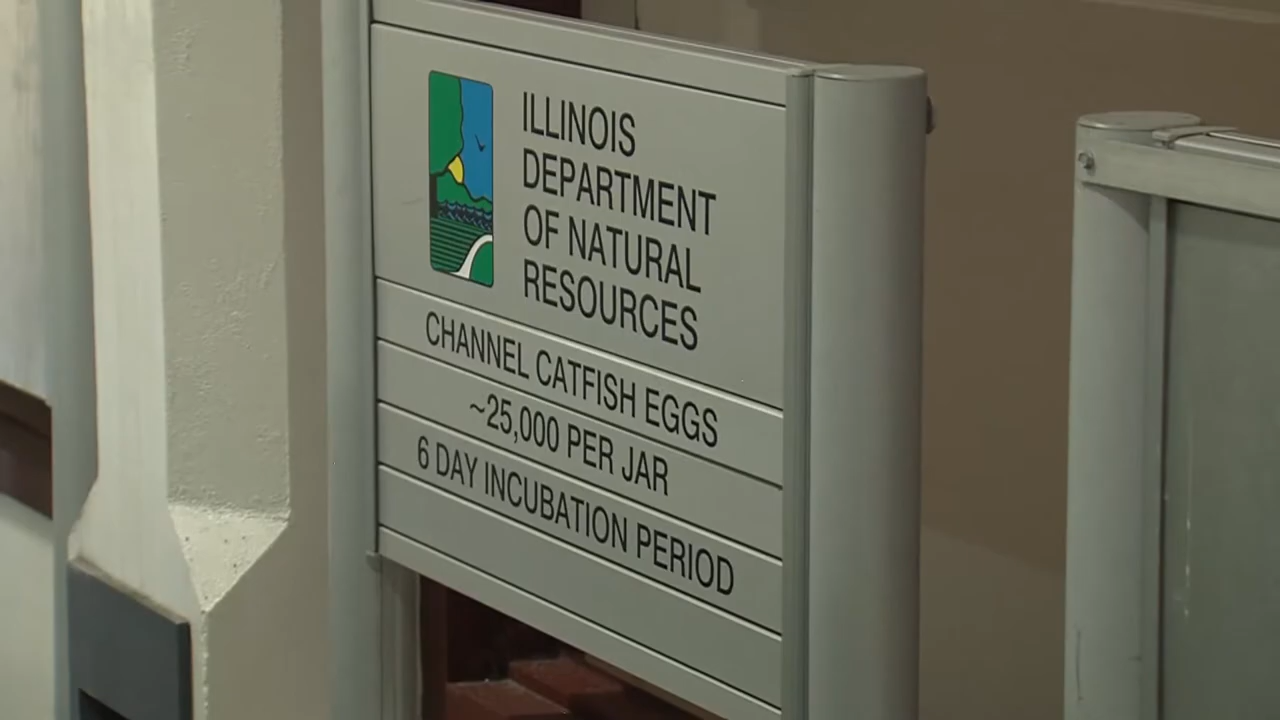 ILLINOIS
DEPARTMENT
OF NATURAL
RESOURCES
CHANNEL CATFISH EGGS
~25,000 PER JAR
6 DAY INCUBATION PERIOD